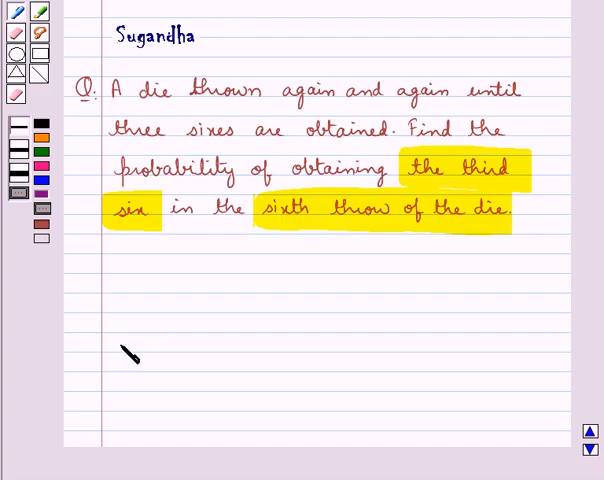 Sugandha
Q. A die thrown again and again until
three sixes are obtained. Find the
probability of obtaining the third
six in the sixth throw of the die.